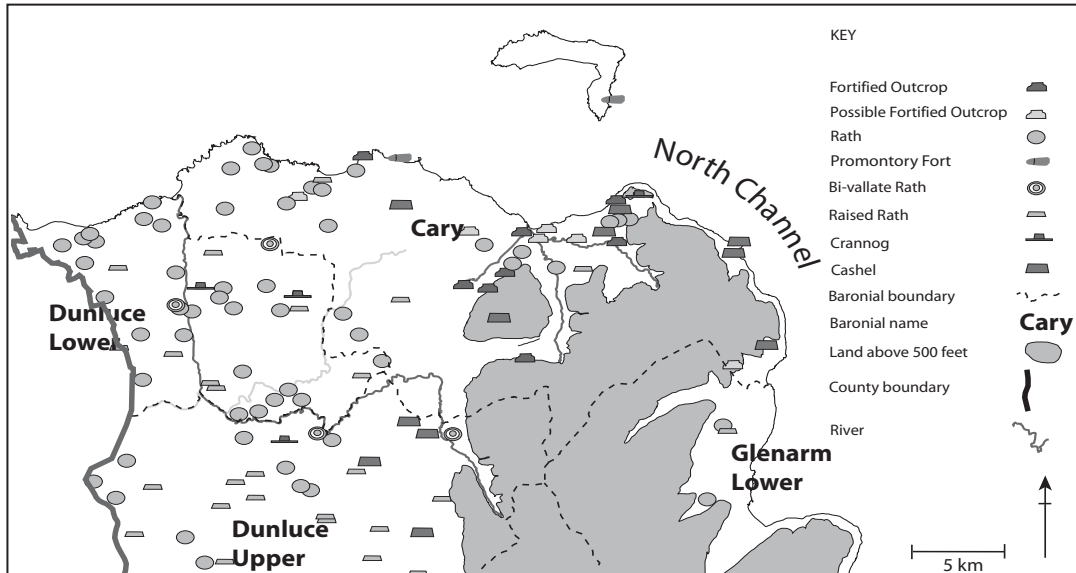 KEY
Fortified Outcrop
Possible Fortified Outcrop
Rath
Promontory Fort
Bi-vallate Rath
Raised Rath
Crannog
Cashel
Baronial boundary
Baronial name
Cary
Land above 500 feet
County boundary
River
5 km
North Channel
Cary
Dunluce
Lower
Glenarm
Lower
Dunluce
Upper